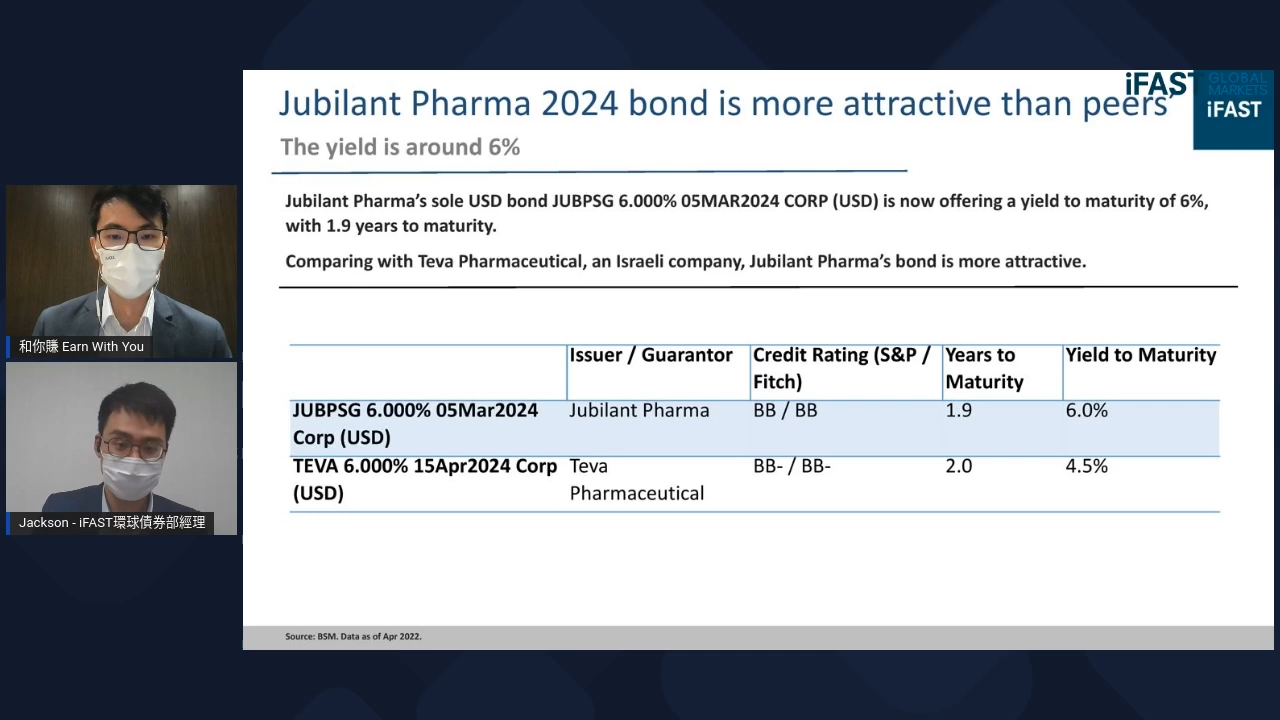 Jubilant Pharma 2024 bond is more attractive than peers’
iFAST
GLOBAL
MARKETS
iFAST
The yield is around 6%
Jubilant Pharma’s sole USD bond JUBPSG 6.000% 05MAR2024 CORP (USD) is now offering a yield to maturity of 6%,
with 1.9 years to maturity.
Comparing with Teva Pharmaceutical, an Israeli company, Jubilant Pharma’s bond is more attractive.
Issuer / Guarantor
Credit Rating (S&P /
Fitch)
Years to
Maturity
Yield to Maturity
JUBPSG 6.000% 05Mar2024
Corp (USD)
Jubilant Pharma
BB / BB
1.9
6.0%
TEVA 6.000% 15Apr2024 Corp
(USD)
Teva
Pharmaceutical
BB- / BB-
2.0
4.5%
Source: BSM. Data as of Apr 2022.
和你賺 Earn With You
Jackson - iFAST環球債券部經理